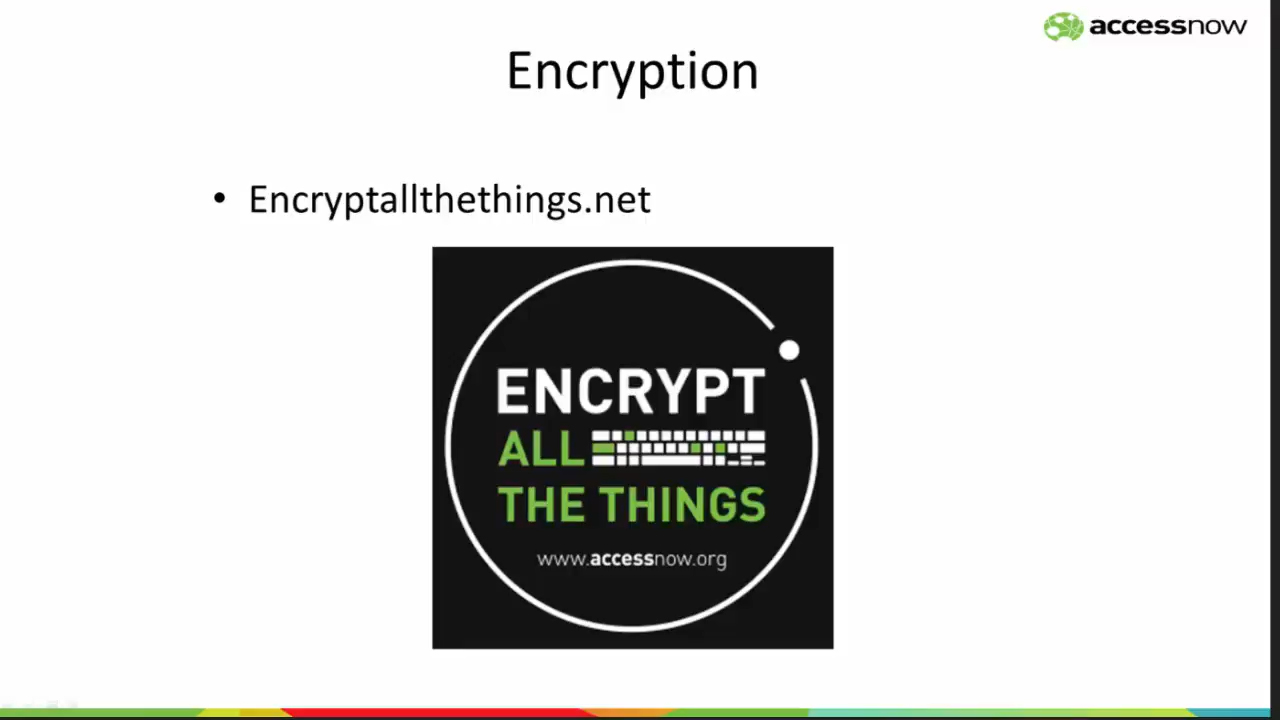 accessnow
Encryption
• Encryptallthethings.net
ENCRYPT
ALL
THE THINGS
www.accessnow.org